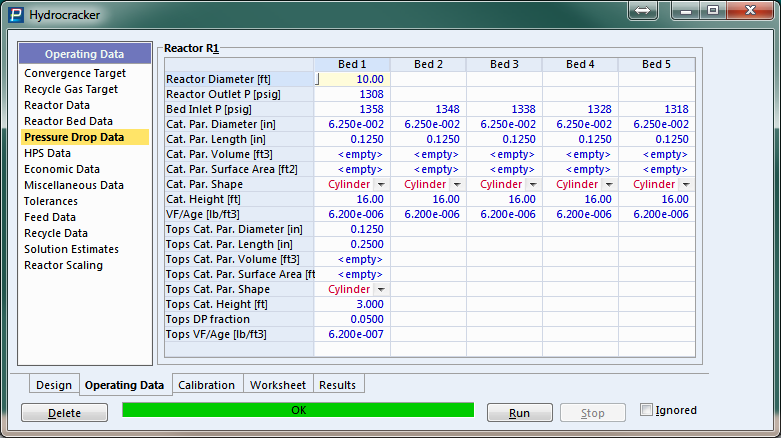 Hydrocracker
Operating Data
Convergence Target
Recycle Gas Target
Reactor Data
Reactor Bed Data
Pressure Drop Data
HPS Data
Economic Data
Miscellaneous Data
Tolerances
Feed Data
Recycle Data
Solution Estimates
Reactor Scaling
Reactor R1
Bed 1 Bed 2 Bed 3 Bed 4 Bed 5
Reactor Diameter [ft] 10.00
Reactor Outlet P [psig] 1308
Bed Inlet P [psig] 1358 1348 1338 1328 1318
Cat. Par. Diameter [in] 6.250e-002 6.250e-002 6.250e-002 6.250e-002 6.250e-002
Cat. Par. Length [in] 0.1250 0.1250 0.1250 0.1250 0.1250
Cat. Par. Volume [ft3] <empty> <empty> <empty> <empty> <empty>
Cat. Par. Surface Area [ft2] <empty> <empty> <empty> <empty> <empty>
Cat. Par. Shape Cylinder Cylinder Cylinder Cylinder Cylinder
Cat. Height [ft] 16.00 16.00 16.00 16.00 16.00
VF/Age [lb/ft3] 6.200e-006 6.200e-006 6.200e-006 6.200e-006 6.200e-006
Tops Cat. Par. Diameter [in] 0.1250
Tops Cat. Par. Length [in] 0.2500
Tops Cat. Par. Volume [ft3] <empty>
Tops Cat. Par. Surface Area [ft <empty>
Tops Cat. Par. Shape Cylinder
Tops Cat. Height [ft] 3.000
Tops DP fraction 0.0500
Tops VF/Age [lb/ft3] 6.200e-007
Design Operating Data Calibration Worksheet Results
Delete OK Run Stop Ignored